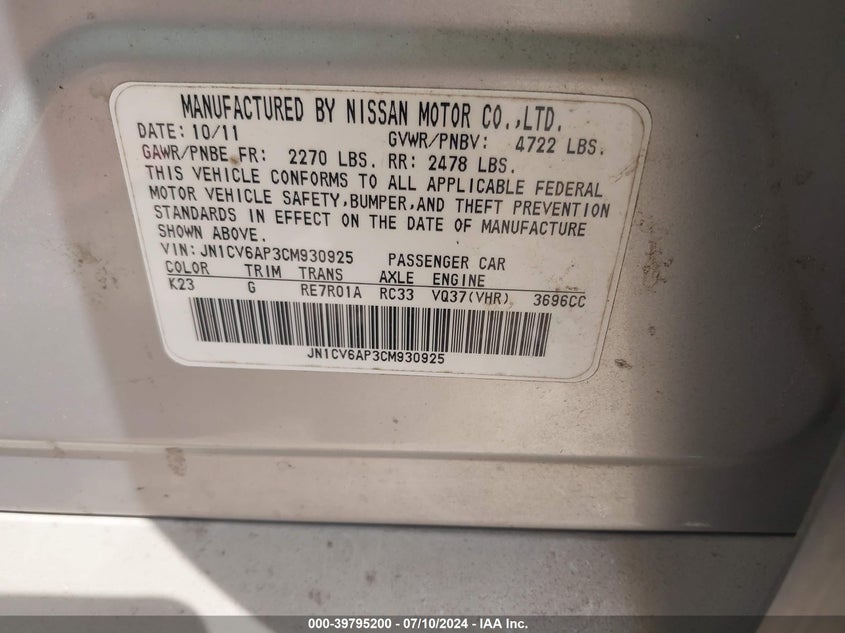 MANUFACTURED BY NISSAN MOTOR CO.,LTD.
DATE: 10/11 GVWR/PNBV: 4722 LBS.
GAWR/PNBE FR: 2270 LBS. RR: 2478 LBS.
THIS VEHICLE CONFORMS TO ALL APPLICABLE FEDERAL
MOTOR VEHICLE SAFETY,BUMPER,AND THEFT PREVENTION
STANDARDS IN EFFECT ON THE DATE OF MANUFACTURE
SHOWN ABOVE.
VIN: JN1CV6AP3CM930925 PASSENGER CAR
COLOR TRIM TRANS AXLE ENGINE
K23 G RE7R01A RC33 VQ37(VHR) 3696CC
JN1CV6AP3CM930925
000-39795200 - 07/10/2024 - IAA Inc.